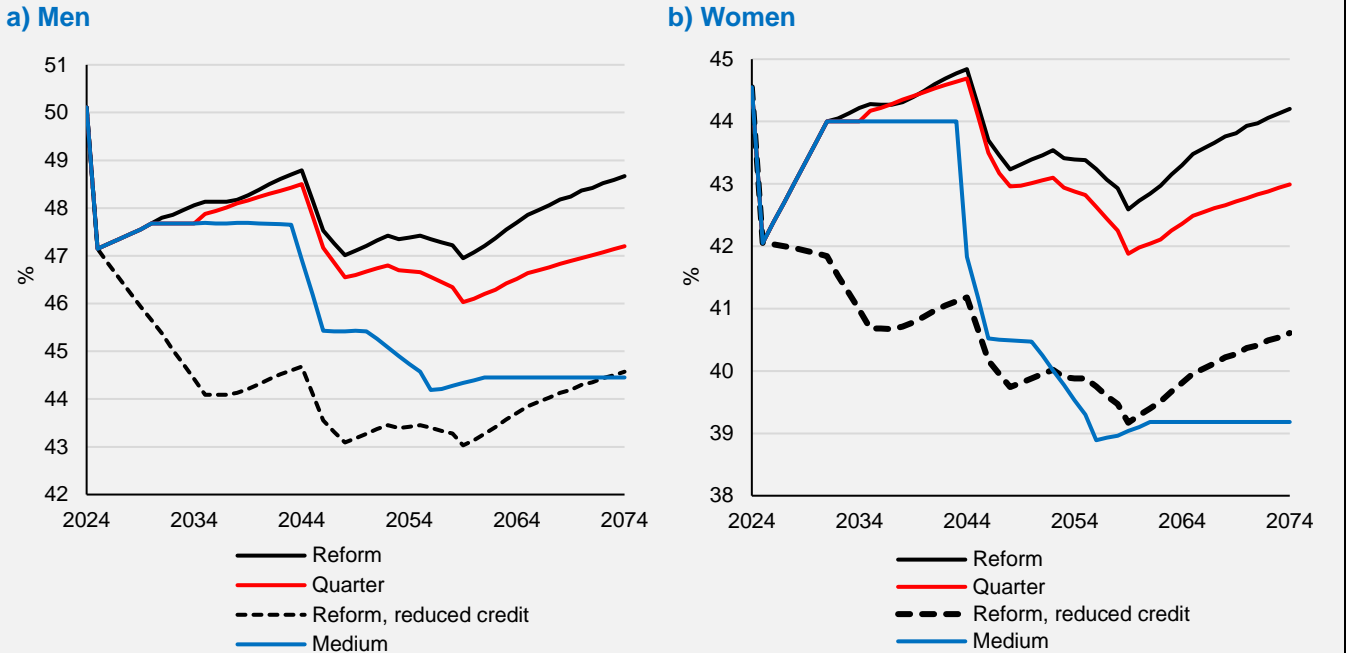 a) Men
51
50
49
48
47
46
45
44
43
42
%
2024 2034 2044 2054 2064 2074
Reform
Quarter
Reform, reduced credit
Medium
b) Women
45
44
43
42
41
40
39
38
%
2024 2034 2044 2054 2064 2074
Reform
Quarter
Reform, reduced credit
Medium